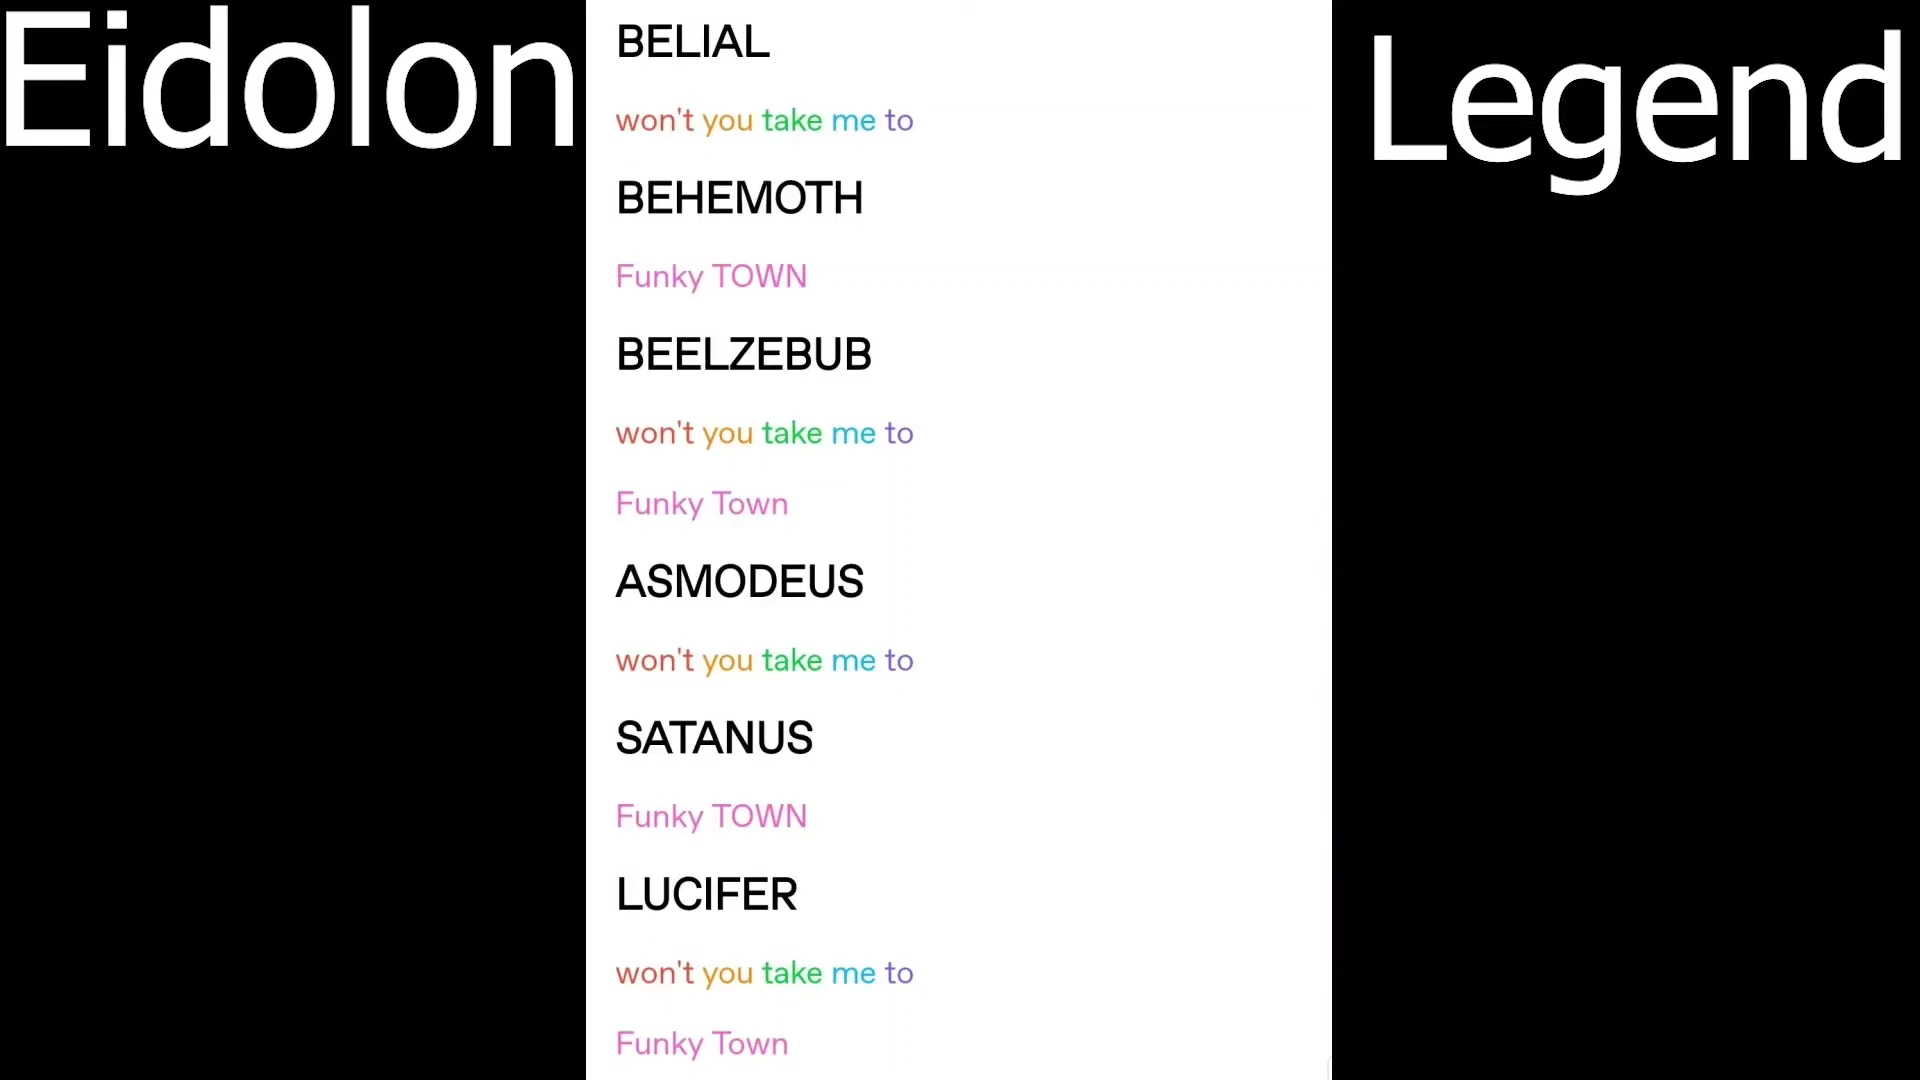 Eidolon
BELIAL
won't you take me to
BEHEMOTH
Funky TOWN
BEELZEBUB
won't you take me to
Funky Town
ASMODEUS
won't you take me to
SATANUS
Funky TOWN
LUCIFER
won't you take me to
Funky Town
Legend